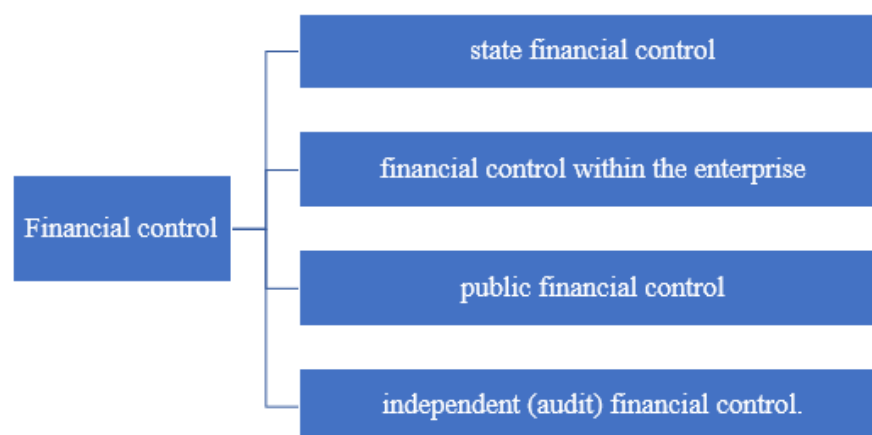 Financial control
state financial control
financial control within the enterprise
public financial control
independent (audit) financial control.